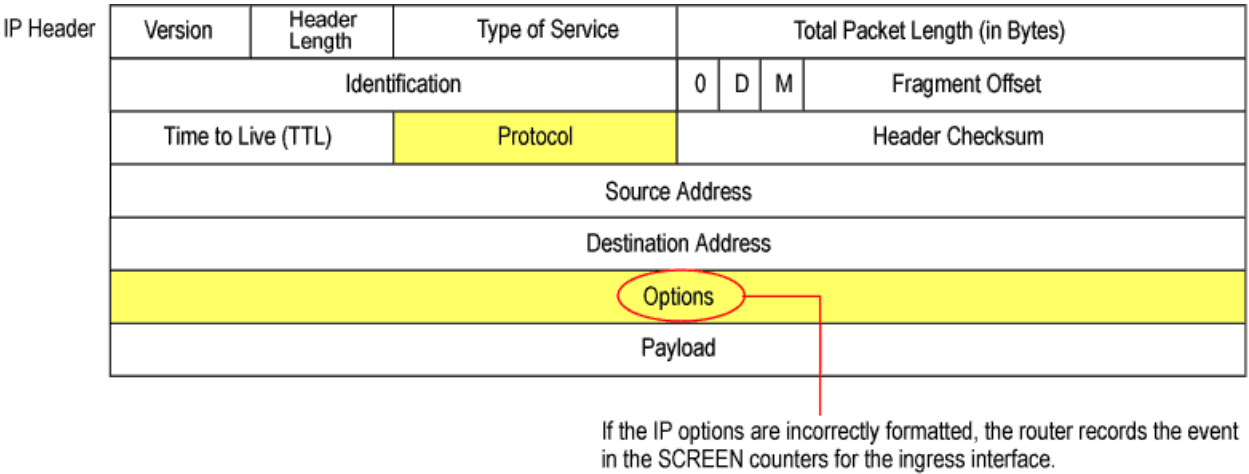 IP Header
Version
Header
Length
Type of Service
Total Packet Length (in Bytes)
Identification
0
D
M
Fragment Offset
Time to Live (TTL)
Protocol
Header Checksum
Source Address
Destination Address
Options
Payload
If the IP options are incorrectly formatted, the router records the event
in the SCREEN counters for the ingress interface.